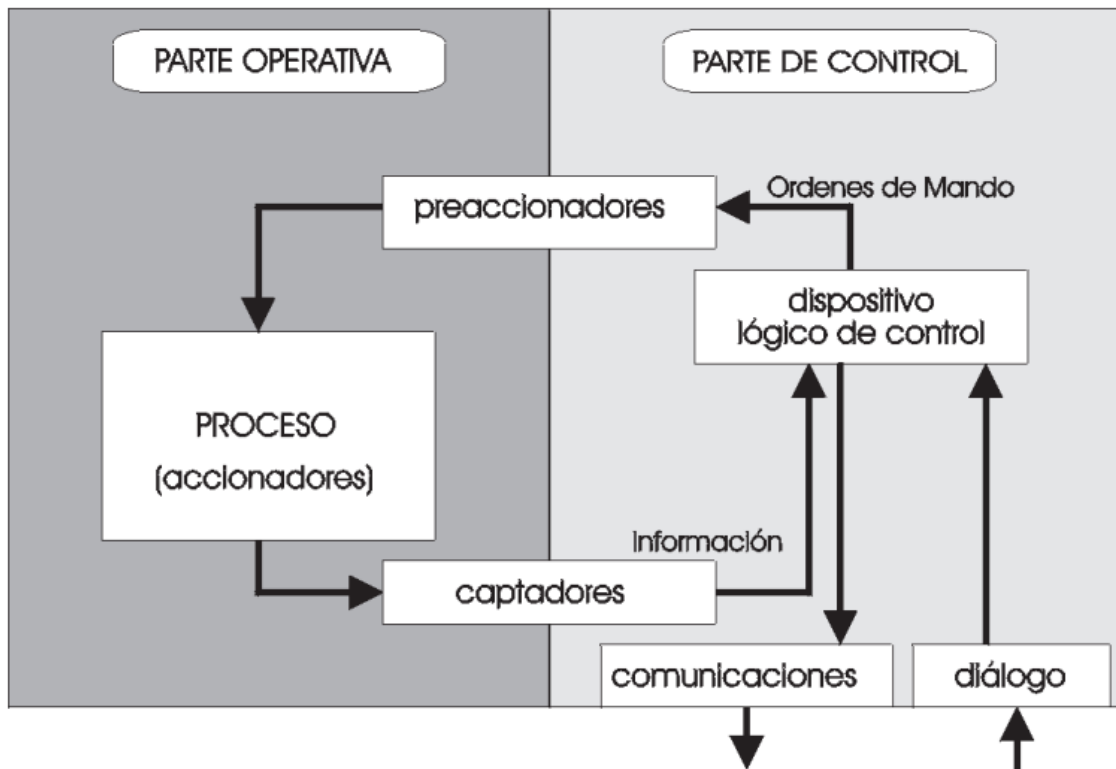 PARTE OPERATIVA
PARTE DE CONTROL
preaccionadores
Ordenes de Mando
dispositivo
lógico de control
PROCESO
(accionadores)
Información
captadores
comunicaciones
diálogo